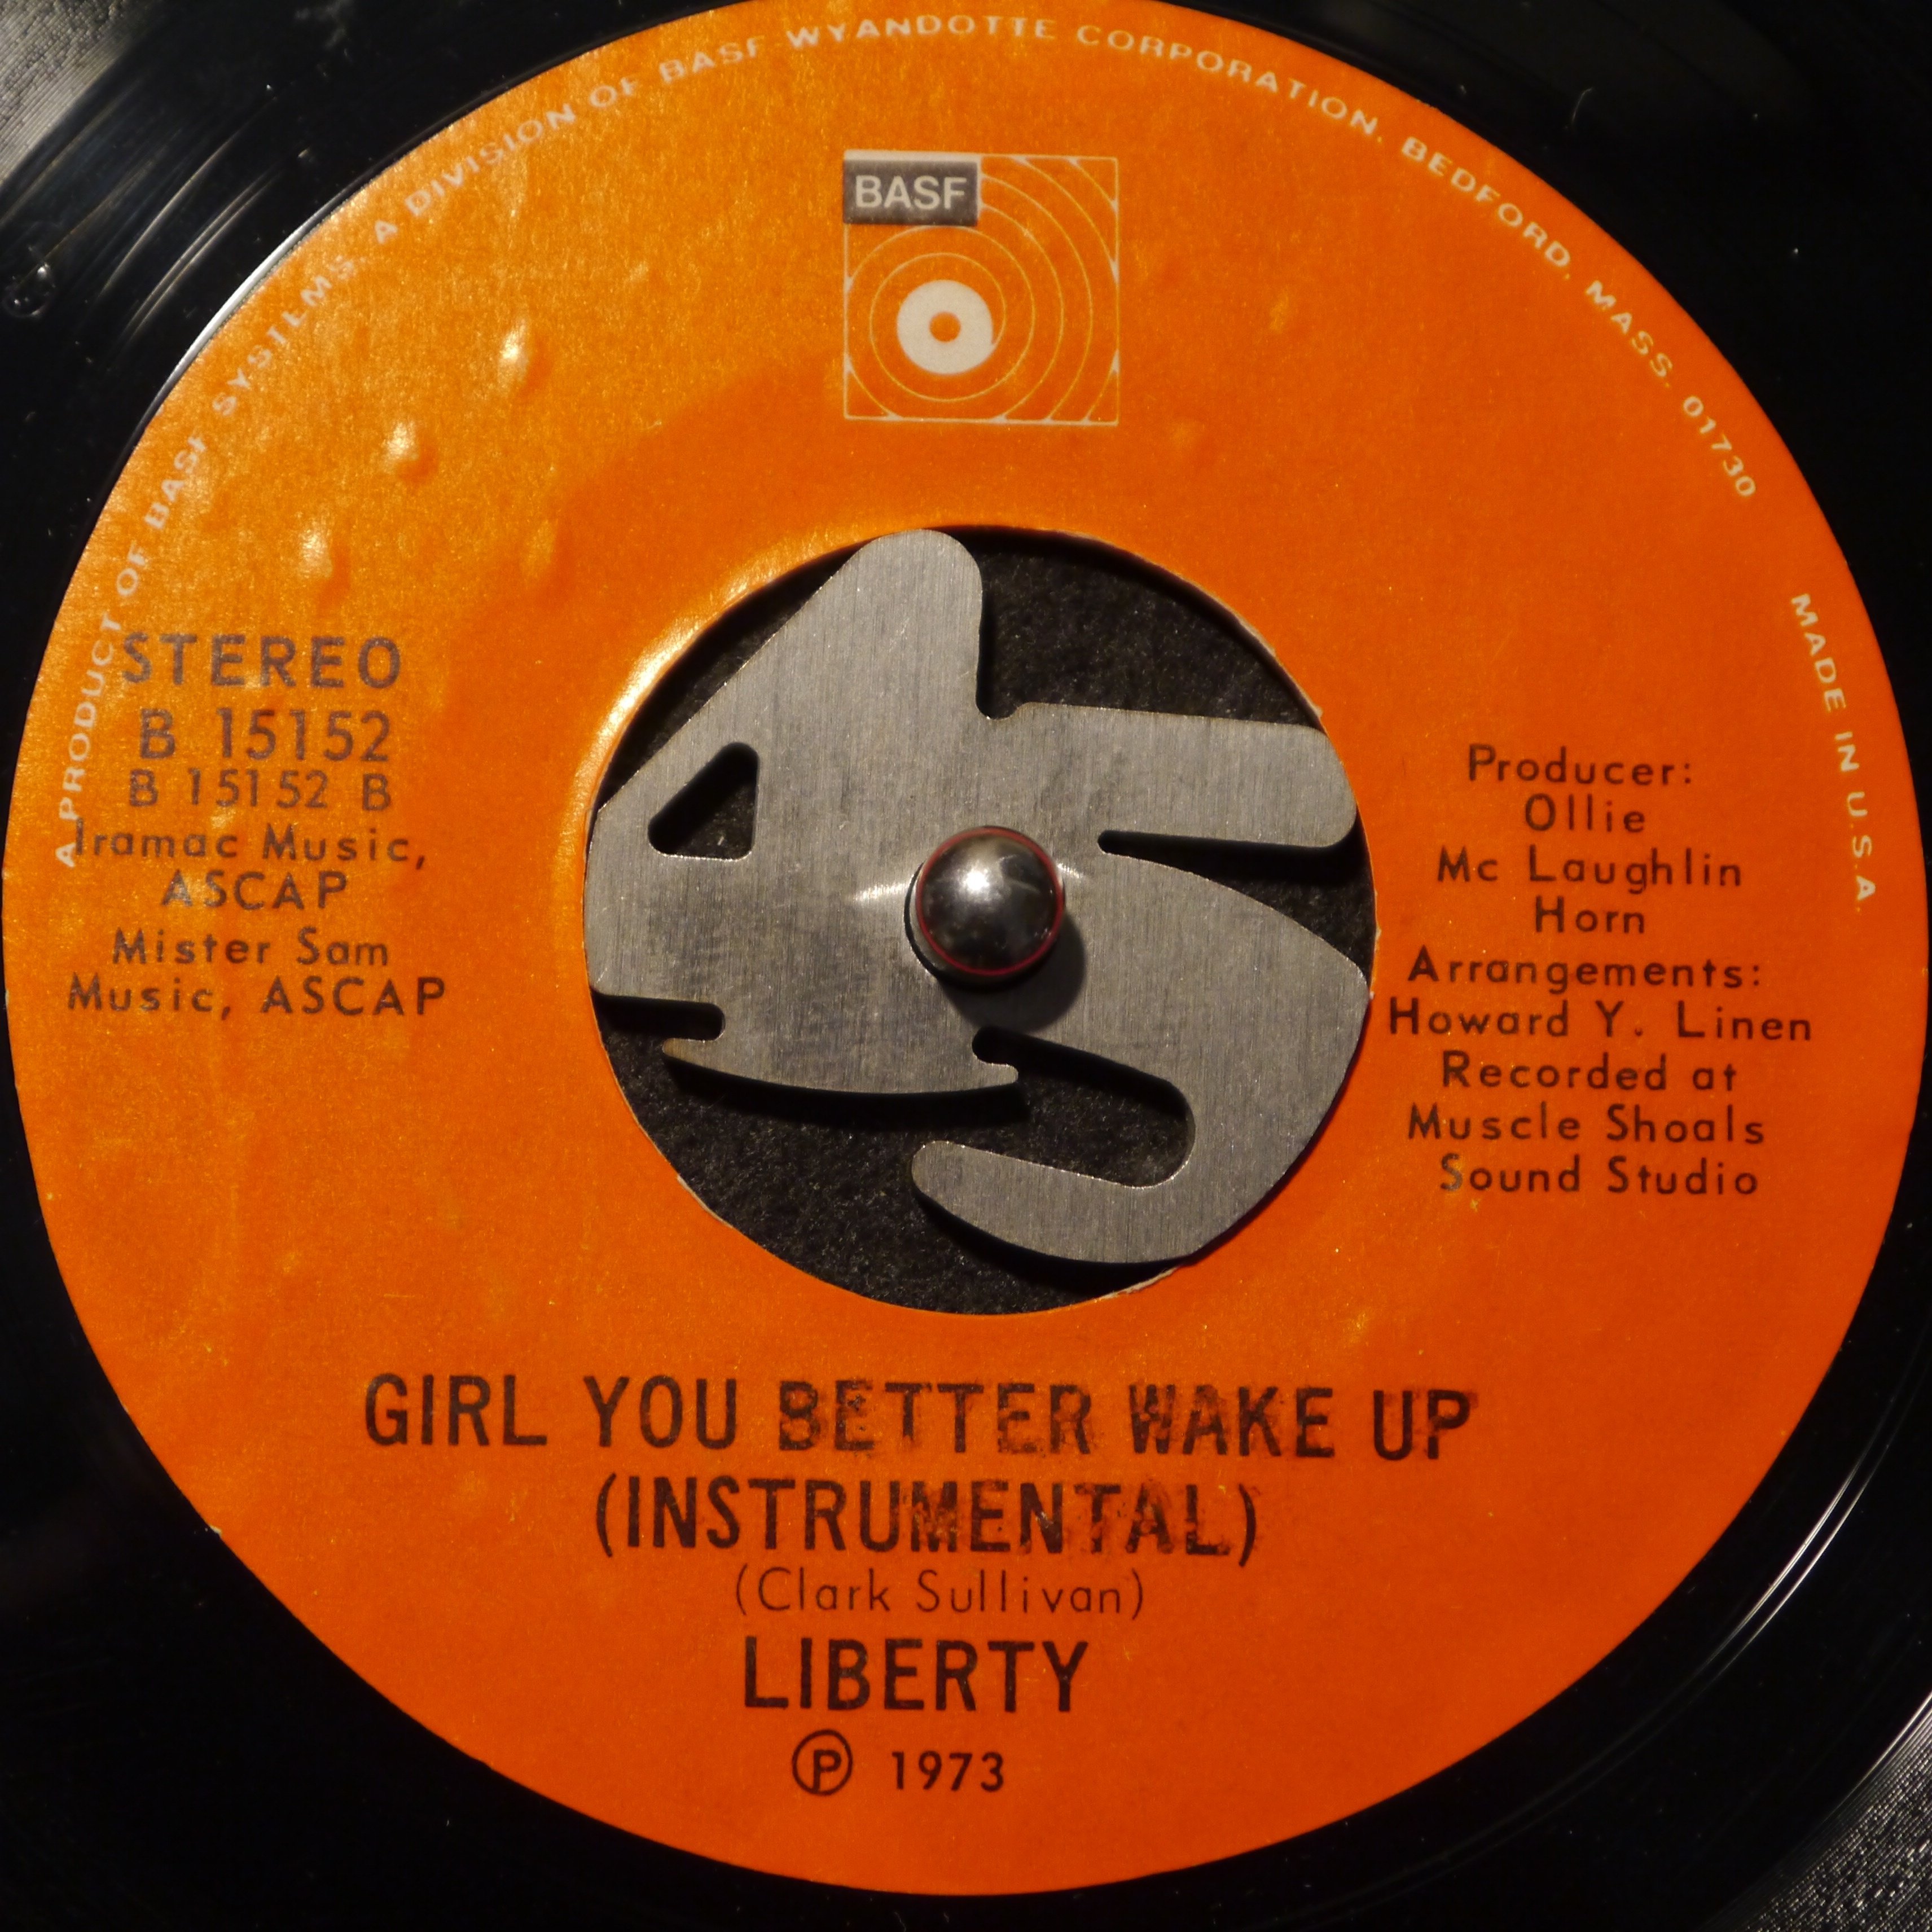 A PRODUCT OF BASF SYSTEMS, A DIVISION OF BASF WYANDOTTE CORPORATION, BEDFORD, MASS. 01730
MADE IN U.S.A.
BASF
STEREO
B 15152
B 15152 B
Iramac Music,
ASCAP
Mister Sam
Music, ASCAP
45
Producer:
Ollie
Mc Laughlin
Horn
Arrangements:
Howard Y. Linen
Recorded at
Muscle Shoals
Sound Studio
GIRL YOU BETTER WAKE UP
(INSTRUMENTAL)
(Clark Sullivan)
LIBERTY
Ⓟ 1973